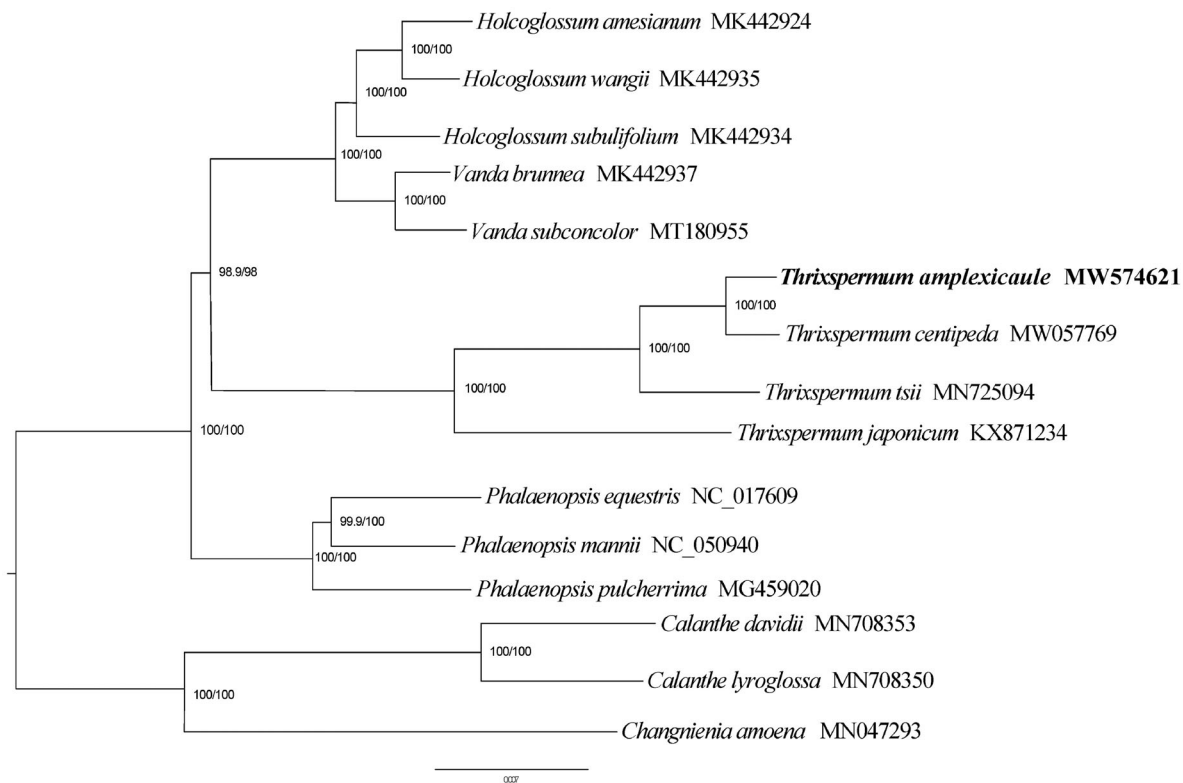 Holcoglossum amesianum MK442924
100/100
Holcoglossum wangii MK442935
100/100
Holcoglossum subulifolium MK442934
100/100
Vanda brunnea MK442937
100/100
Vanda subconcolor MT180955
98.9/98
Thrixspermum amplexicaule MW574621
100/100
Thrixspermum centipeda MW057769
100/100
Thrixspermum tsii MN725094
100/100
Thrixspermum japonicum KX871234
100/100
Phalaenopsis equestris NC_017609
99.9/100
Phalaenopsis mannii NC_050940
100/100
Phalaenopsis pulcherrima MG459020
Calanthe davidii MN708353
100/100
Calanthe lyroglossa MN708350
100/100
Changnienia amoena MN047293